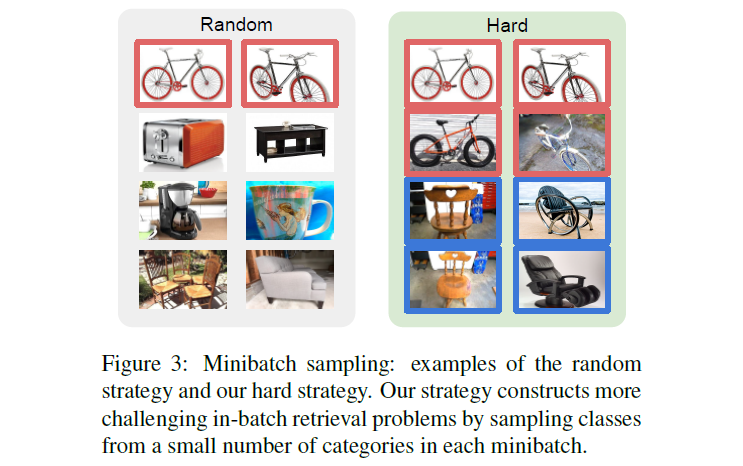 Random
Hard
Figure 3: Minibatch sampling: examples of the random
strategy and our hard strategy. Our strategy constructs more
challenging in-batch retrieval problems by sampling classes
from a small number of categories in each minibatch.